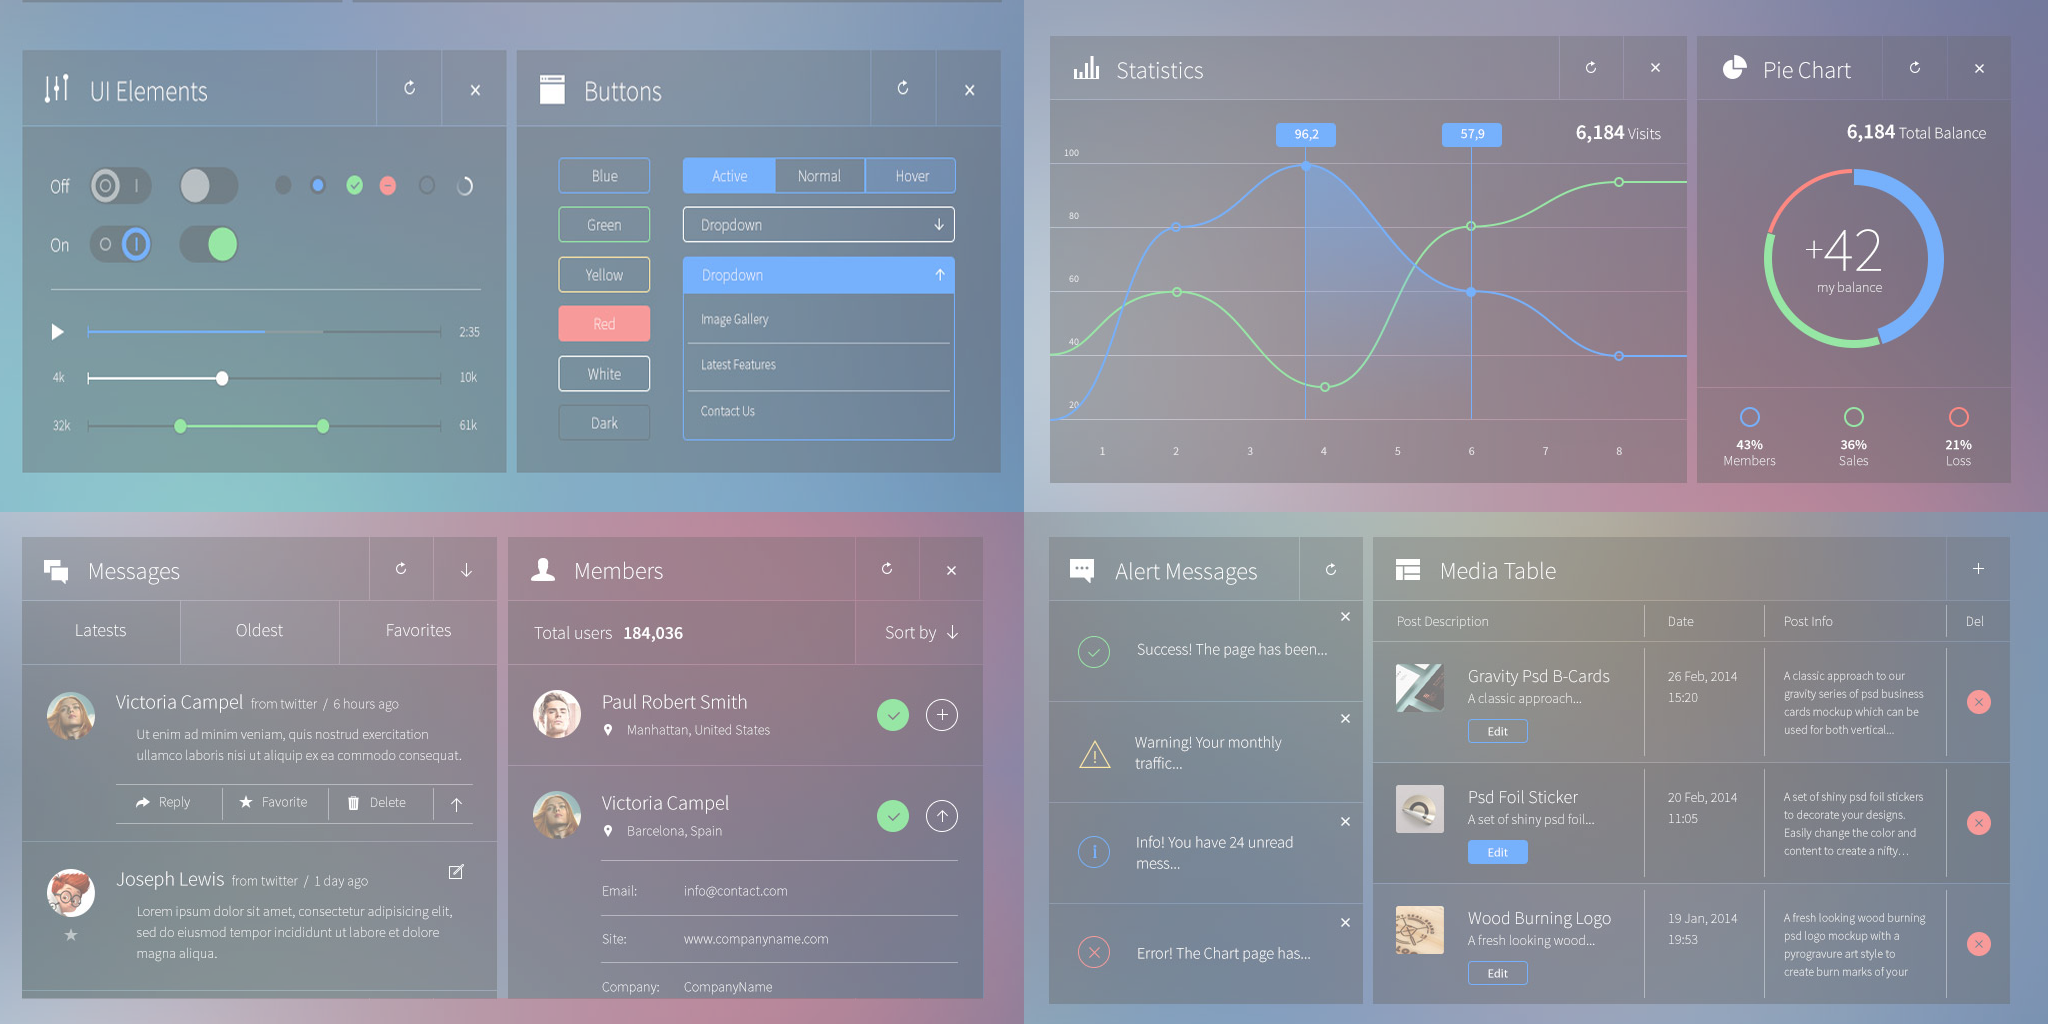 UI Elements
Off
On
2:35
4k
10k
32k
61k
Buttons
Blue
Green
Yellow
Red
White
Dark
Active
Normal
Hover
Dropdown
Dropdown
Image Gallery
Latest Features
Contact Us
Statistics
6,184 Visits
96,2
57,9
100
80
60
40
20
1 2 3 4 5 6 7 8
Pie Chart
6,184 Total Balance
+42
my balance
43%
Members
36%
Sales
21%
Loss
Messages
Latests
Oldest
Favorites
Victoria Campel from twitter / 6 hours ago
Ut enim ad minim veniam, quis nostrud exercitation
ullamco laboris nisi ut aliquip ex ea commodo consequat.
Reply
Favorite
Delete
Joseph Lewis from twitter / 1 day ago
Lorem ipsum dolor sit amet, consectetur adipisicing elit,
sed do eiusmod tempor incididunt ut labore et dolore
magna aliqua.
Members
Total users 184,036
Sort by
Paul Robert Smith
Manhattan, United States
Victoria Campel
Barcelona, Spain
Email: info@contact.com
Site: www.companyname.com
Company: CompanyName
Alert Messages
Success! The page has been...
Warning! Your monthly
traffic...
Info! You have 24 unread
mess...
Error! The Chart page has...
Media Table
Post Description
Date
Post Info
Del
Gravity Psd B-Cards
A classic approach...
Edit
26 Feb, 2014
15:20
A classic approach to our
gravity series of psd business
cards mockup which can be
used for both vertical...
Psd Foil Sticker
A set of shiny psd foil...
Edit
20 Feb, 2014
11:05
A set of shiny psd foil stickers
to decorate your designs.
Easily change the color and
content to create a nifty...
Wood Burning Logo
A fresh looking wood...
Edit
19 Jan, 2014
19:53
A fresh looking wood burning
psd logo mockup with a
pyrogravure art style to
create burn marks of your